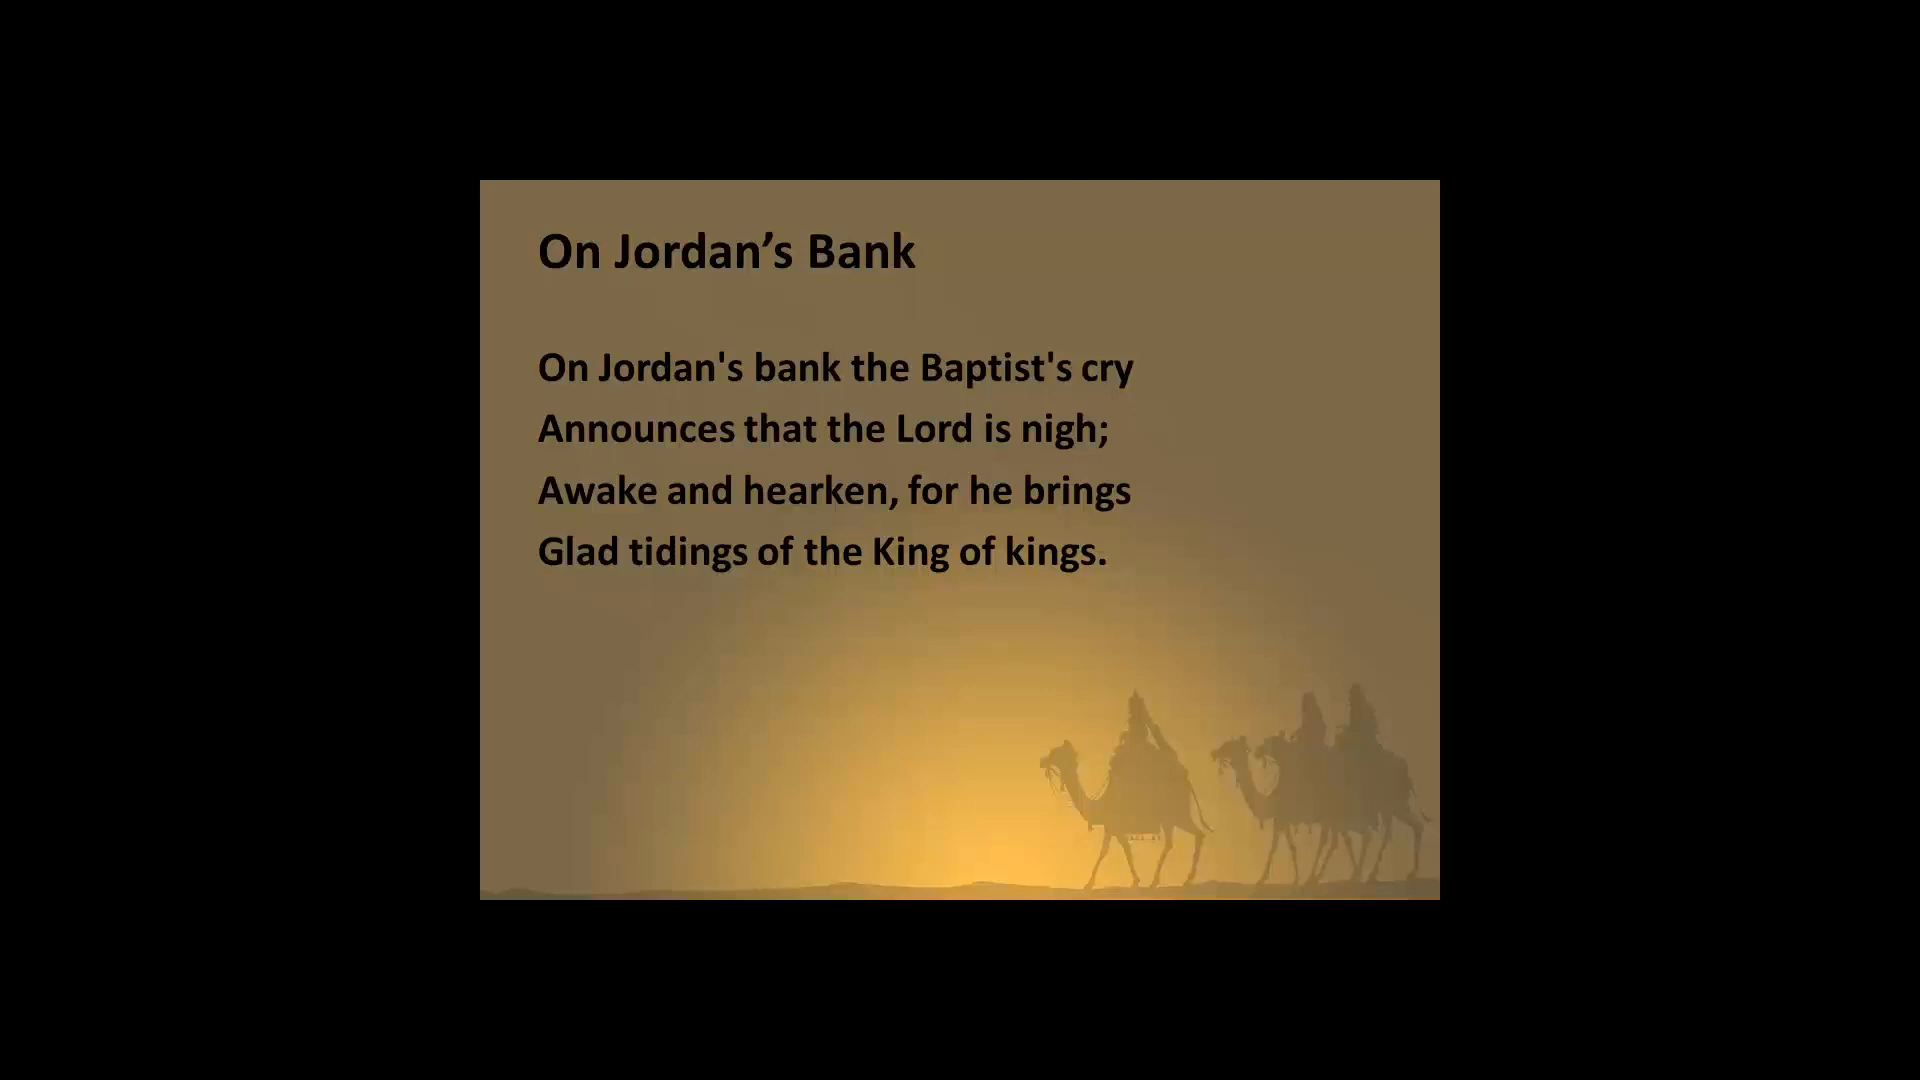 On Jordan’s Bank
On Jordan's bank the Baptist's cry
Announces that the Lord is nigh;
Awake and hearken, for he brings
Glad tidings of the King of kings.